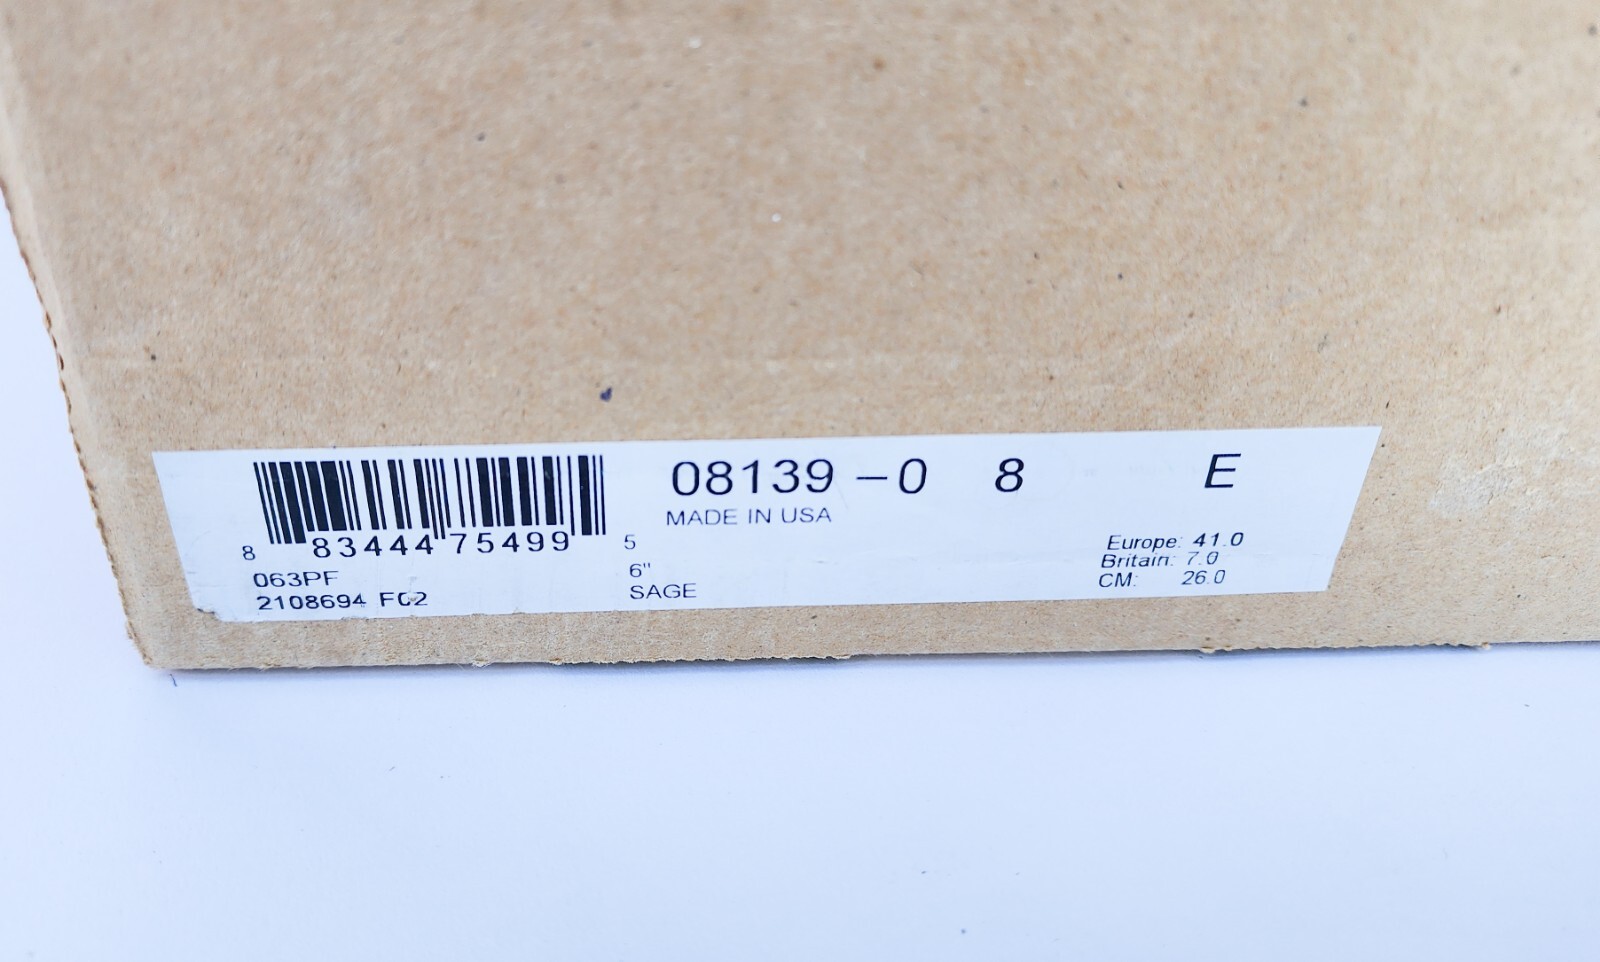 08139 -0 8 E
MADE IN USA
8 83444 75499 5
063PF
2108694 F02
6"
SAGE
Europe: 41.0
Britain: 7.0
CM: 26.0